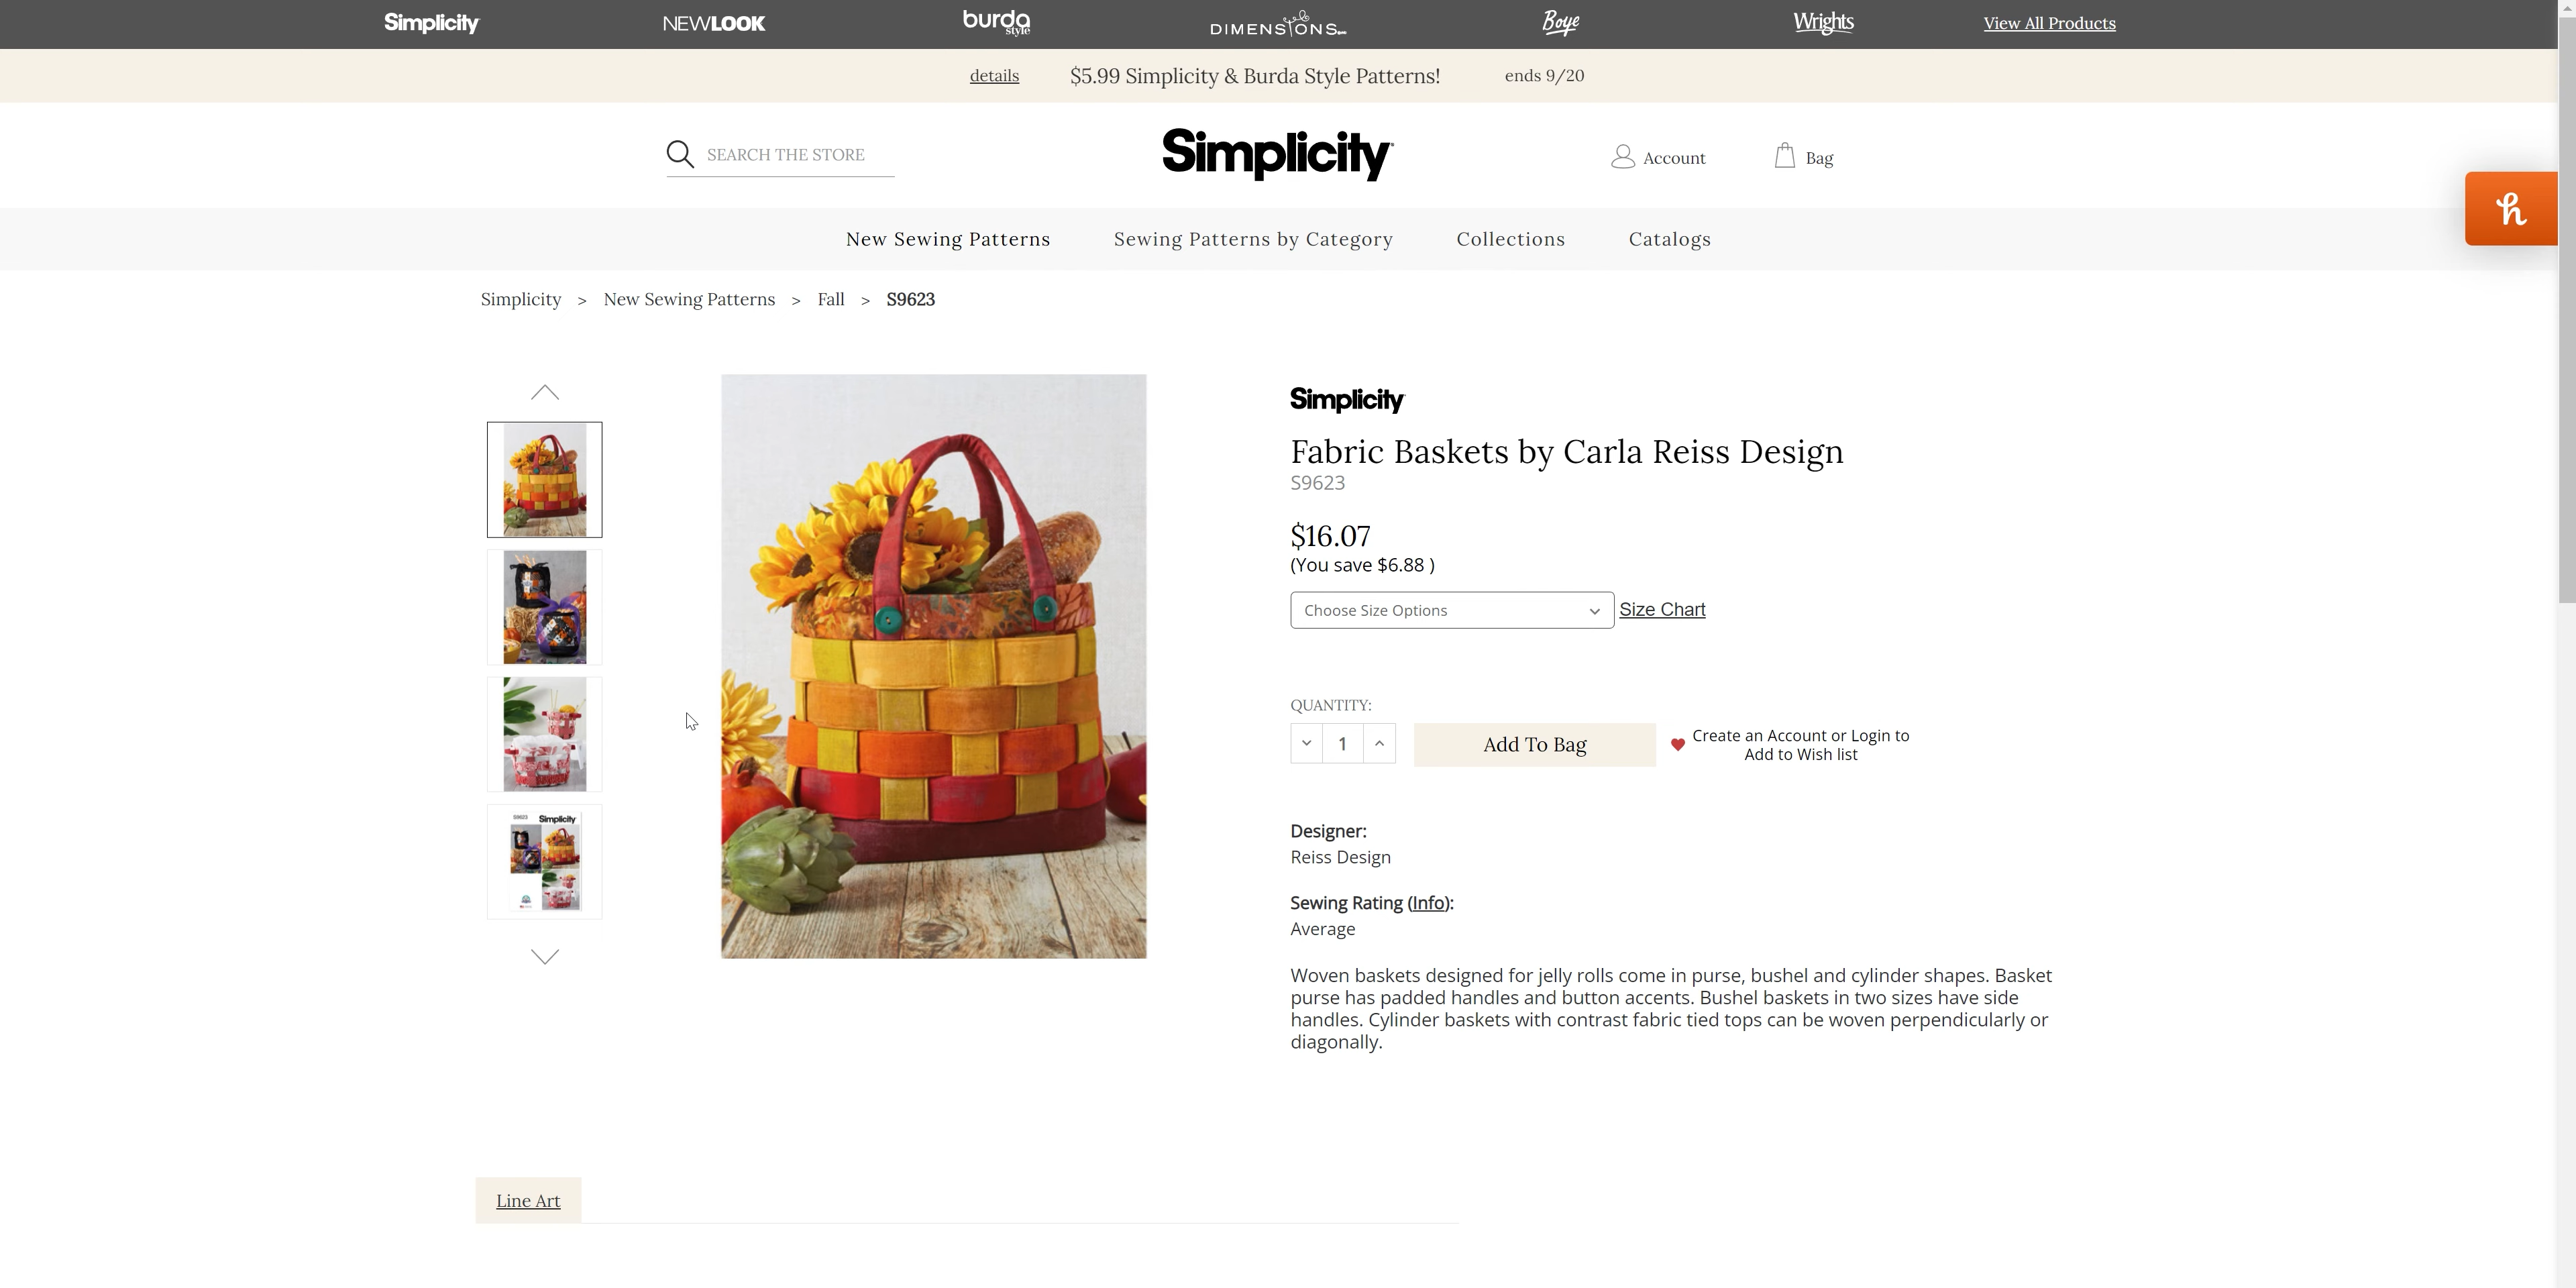 Simplicity
NEWLOOK
burda style
DIMENSIONS
Boye
Wrights
View All Products
details
$5.99 Simplicity & Burda Style Patterns!
ends 9/20
SEARCH THE STORE
Simplicity
Account
Bag
New Sewing Patterns
Sewing Patterns by Category
Collections
Catalogs
Simplicity > New Sewing Patterns > Fall > S9623
S9623 Simplicity
Simplicity
Fabric Baskets by Carla Reiss Design
S9623
$16.07
(You save $6.88 )
Choose Size Options
Size Chart
QUANTITY:
1
Add To Bag
Create an Account or Login to
Add to Wish list
Designer:
Reiss Design
Sewing Rating (Info):
Average
Woven baskets designed for jelly rolls come in purse, bushel and cylinder shapes. Basket
purse has padded handles and button accents. Bushel baskets in two sizes have side
handles. Cylinder baskets with contrast fabric tied tops can be woven perpendicularly or
diagonally.
Line Art